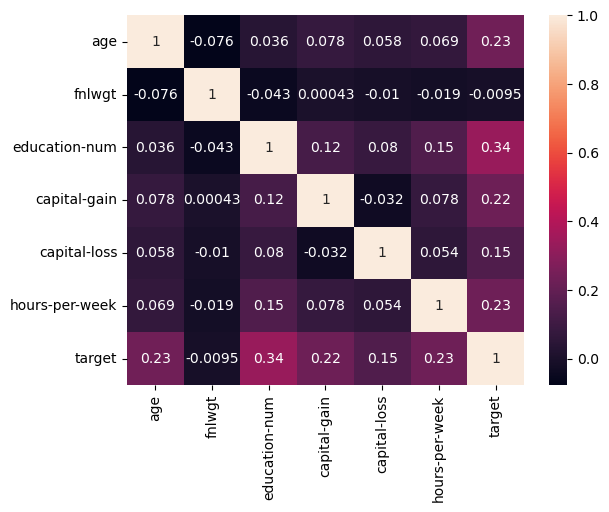 age 1 -0.076 0.036 0.078 0.058 0.069 0.23
fnlwgt -0.076 1 -0.043 0.00043 -0.01 -0.019 -0.0095
education-num 0.036 -0.043 1 0.12 0.08 0.15 0.34
capital-gain 0.078 0.00043 0.12 1 -0.032 0.078 0.22
capital-loss 0.058 -0.01 0.08 -0.032 1 0.054 0.15
hours-per-week 0.069 -0.019 0.15 0.078 0.054 1 0.23
target 0.23 -0.0095 0.34 0.22 0.15 0.23 1
age fnlwgt education-num capital-gain capital-loss hours-per-week target
1.0
0.8
0.6
0.4
0.2
0.0